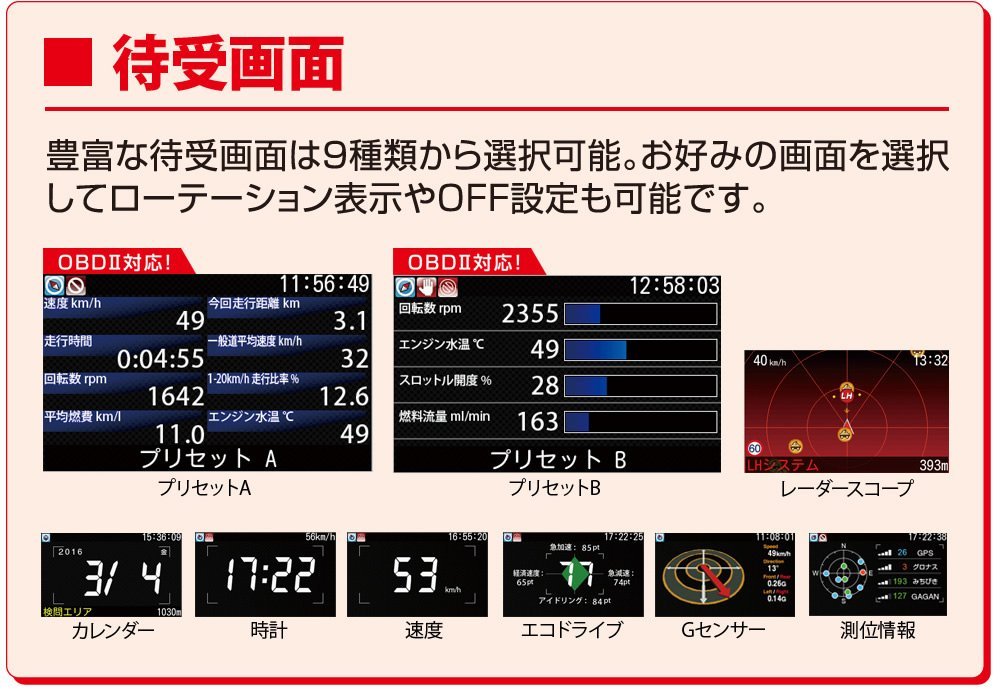 ■ 待受画面
豊富な待受画面は9種類から選択可能。お好みの画面を選択
してローテーション表示やOFF設定も可能です。
OBDⅡ対応!
11:56:49
速度 km/h
49
今回走行距離 km
3.1
走行時間
0:04:55
一般道平均速度 km/h
32
回転数 rpm
1642
1-20km/h 走行比率 %
12.6
平均燃費 km/l
11.0
エンジン水温 ℃
49
プリセット A
プリセットA
OBDⅡ対応!
12:58:03
回転数 rpm
2355
エンジン水温 ℃
49
スロットル開度 %
28
燃料流量 ml/min
163
プリセット B
プリセットB
40 km/h
13:32
LH
60
LHシステム
393m
レーダースコープ
15:36:09
2016
金
3/ 4
検問エリア
1030m
カレンダー
56km/h
17:22
時計
16:55:20
53 km/h
速度
17:22:25
急加速: 85pt
経済速度:
65pt
77
急減速:
74pt
アイドリング: 84pt
エコドライブ
11:08:01
Speed
49km/h
Direction
13°
Front / Rear
0.26G
Left / Right
0.14G
Gセンサー
17:22:38
N
W
E
S
26 GPS
3 グロナス
193 みちびき
127 GAGAN
測位情報